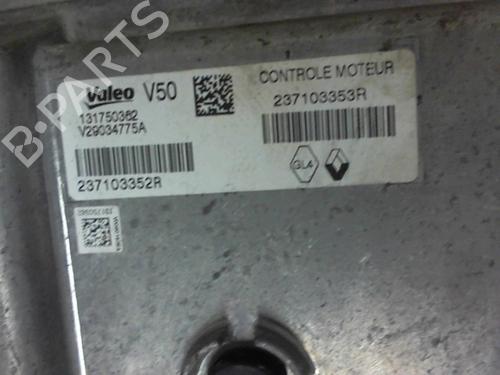 Valeo V50
131750362
V29034775A
237103352R
CONTROLE MOTEUR
237103353R
GL4
B-PARTS